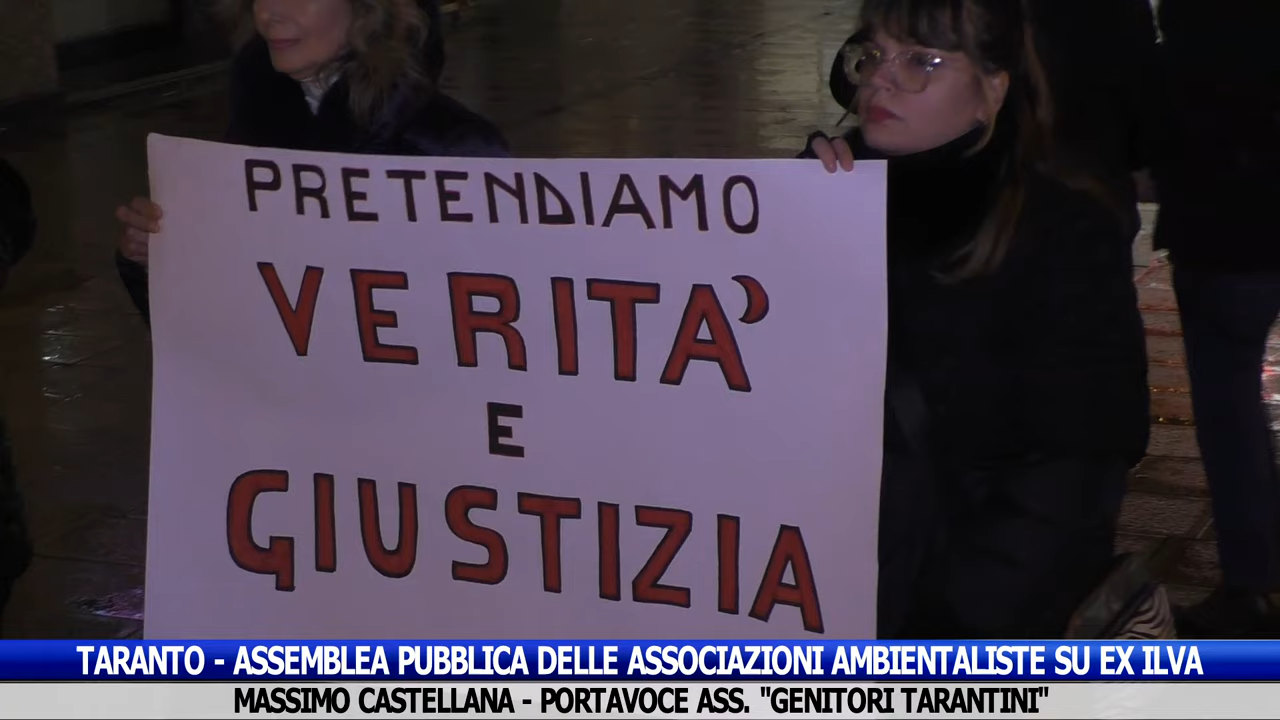 PRETENDIAMO
VERITA'
E
GIUSTIZIA
TARANTO - ASSEMBLEA PUBBLICA DELLE ASSOCIAZIONI AMBIENTALISTE SU EX ILVA
MASSIMO CASTELLANA - PORTAVOCE ASS. "GENITORI TARANTINI"